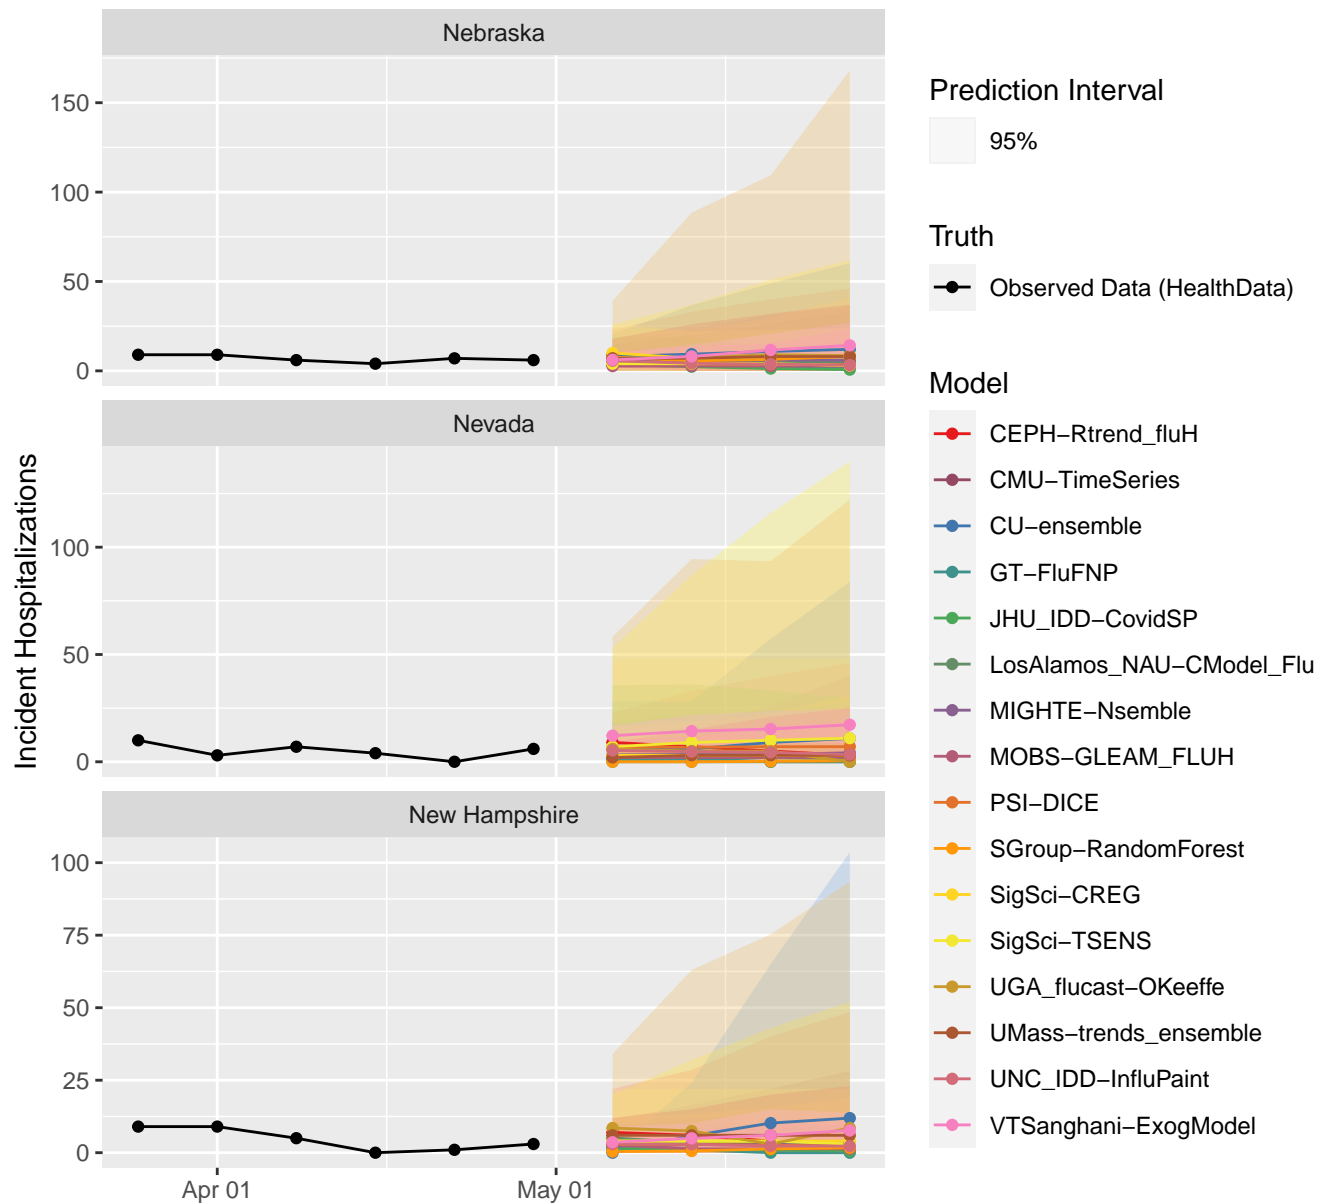 Nebraska
150
100
50
0
Nevada
100
50
0
New Hampshire
100
75
50
25
0
Apr 01
May 01
Incident Hospitalizations
Prediction Interval
95%
Truth
Observed Data (HealthData)
Model
CEPH−Rtrend_fluH
CMU−TimeSeries
CU−ensemble
GT−FluFNP
JHU_IDD−CovidSP
LosAlamos_NAU−CModel_Flu
MIGHTE−Nsemble
MOBS−GLEAM_FLUH
PSI−DICE
SGroup−RandomForest
SigSci−CREG
SigSci−TSENS
UGA_flucast−OKeeffe
UMass−trends_ensemble
UNC_IDD−InfluPaint
VTSanghani−ExogModel